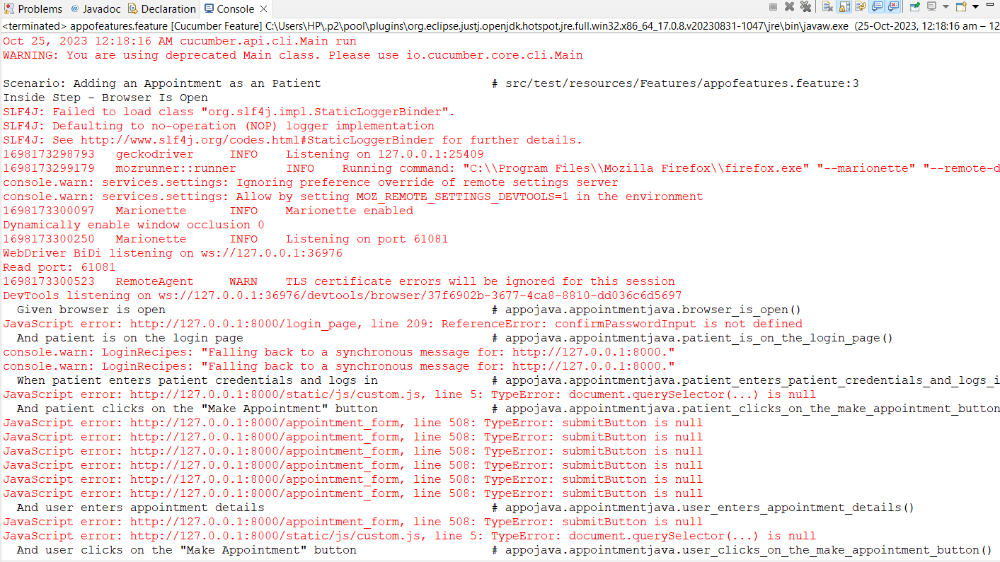 Problems Javadoc Declaration Console
<terminated> appofeatures.feature [Cucumber Feature] C:\Users\HP\.p2\pool\plugins\org.eclipse.justj.openjdk.hotspot.jre.full.win32.x86_64_17.0.8.v20230831-1047\jre\bin\javaw.exe (25-Oct-2023, 12:18:16 am – 12
Oct 25, 2023 12:18:16 AM cucumber.api.cli.Main run
WARNING: You are using deprecated Main class. Please use io.cucumber.core.cli.Main
Scenario: Adding an Appointment as an Patient # src/test/resources/Features/appofeatures.feature:3
Inside Step - Browser Is Open
SLF4J: Failed to load class "org.slf4j.impl.StaticLoggerBinder".
SLF4J: Defaulting to no-operation (NOP) logger implementation
SLF4J: See http://www.slf4j.org/codes.html#StaticLoggerBinder for further details.
1698173298793 geckodriver INFO Listening on 127.0.0.1:25409
1698173299179 mozrunner::runner INFO Running command: "C:\\Program Files\\Mozilla Firefox\\firefox.exe" "--marionette" "--remote-d
console.warn: services.settings: Ignoring preference override of remote settings server
console.warn: services.settings: Allow by setting MOZ_REMOTE_SETTINGS_DEVTOOLS=1 in the environment
1698173300097 Marionette INFO Marionette enabled
Dynamically enable window occlusion 0
1698173300250 Marionette INFO Listening on port 61081
WebDriver BiDi listening on ws://127.0.0.1:36976
Read port: 61081
1698173300523 RemoteAgent WARN TLS certificate errors will be ignored for this session
DevTools listening on ws://127.0.0.1:36976/devtools/browser/37f6902b-3677-4ca8-8810-dd036c6d5697
Given browser is open # appojava.appointmentjava.browser_is_open()
JavaScript error: http://127.0.0.1:8000/login_page, line 209: ReferenceError: confirmPasswordInput is not defined
And patient is on the login page # appojava.appointmentjava.patient_is_on_the_login_page()
console.warn: LoginRecipes: "Falling back to a synchronous message for: http://127.0.0.1:8000."
console.warn: LoginRecipes: "Falling back to a synchronous message for: http://127.0.0.1:8000."
When patient enters patient credentials and logs in # appojava.appointmentjava.patient_enters_patient_credentials_and_logs_i
JavaScript error: http://127.0.0.1:8000/static/js/custom.js, line 5: TypeError: document.querySelector(...) is null
And patient clicks on the "Make Appointment" button # appojava.appointmentjava.patient_clicks_on_the_make_appointment_button
JavaScript error: http://127.0.0.1:8000/appointment_form, line 508: TypeError: submitButton is null
JavaScript error: http://127.0.0.1:8000/appointment_form, line 508: TypeError: submitButton is null
JavaScript error: http://127.0.0.1:8000/appointment_form, line 508: TypeError: submitButton is null
JavaScript error: http://127.0.0.1:8000/appointment_form, line 508: TypeError: submitButton is null
JavaScript error: http://127.0.0.1:8000/appointment_form, line 508: TypeError: submitButton is null
JavaScript error: http://127.0.0.1:8000/appointment_form, line 508: TypeError: submitButton is null
And user enters appointment details # appojava.appointmentjava.user_enters_appointment_details()
JavaScript error: http://127.0.0.1:8000/appointment_form, line 508: TypeError: submitButton is null
JavaScript error: http://127.0.0.1:8000/static/js/custom.js, line 5: TypeError: document.querySelector(...) is null
And user clicks on the "Make Appointment" button # appojava.appointmentjava.user_clicks_on_the_make_appointment_button()